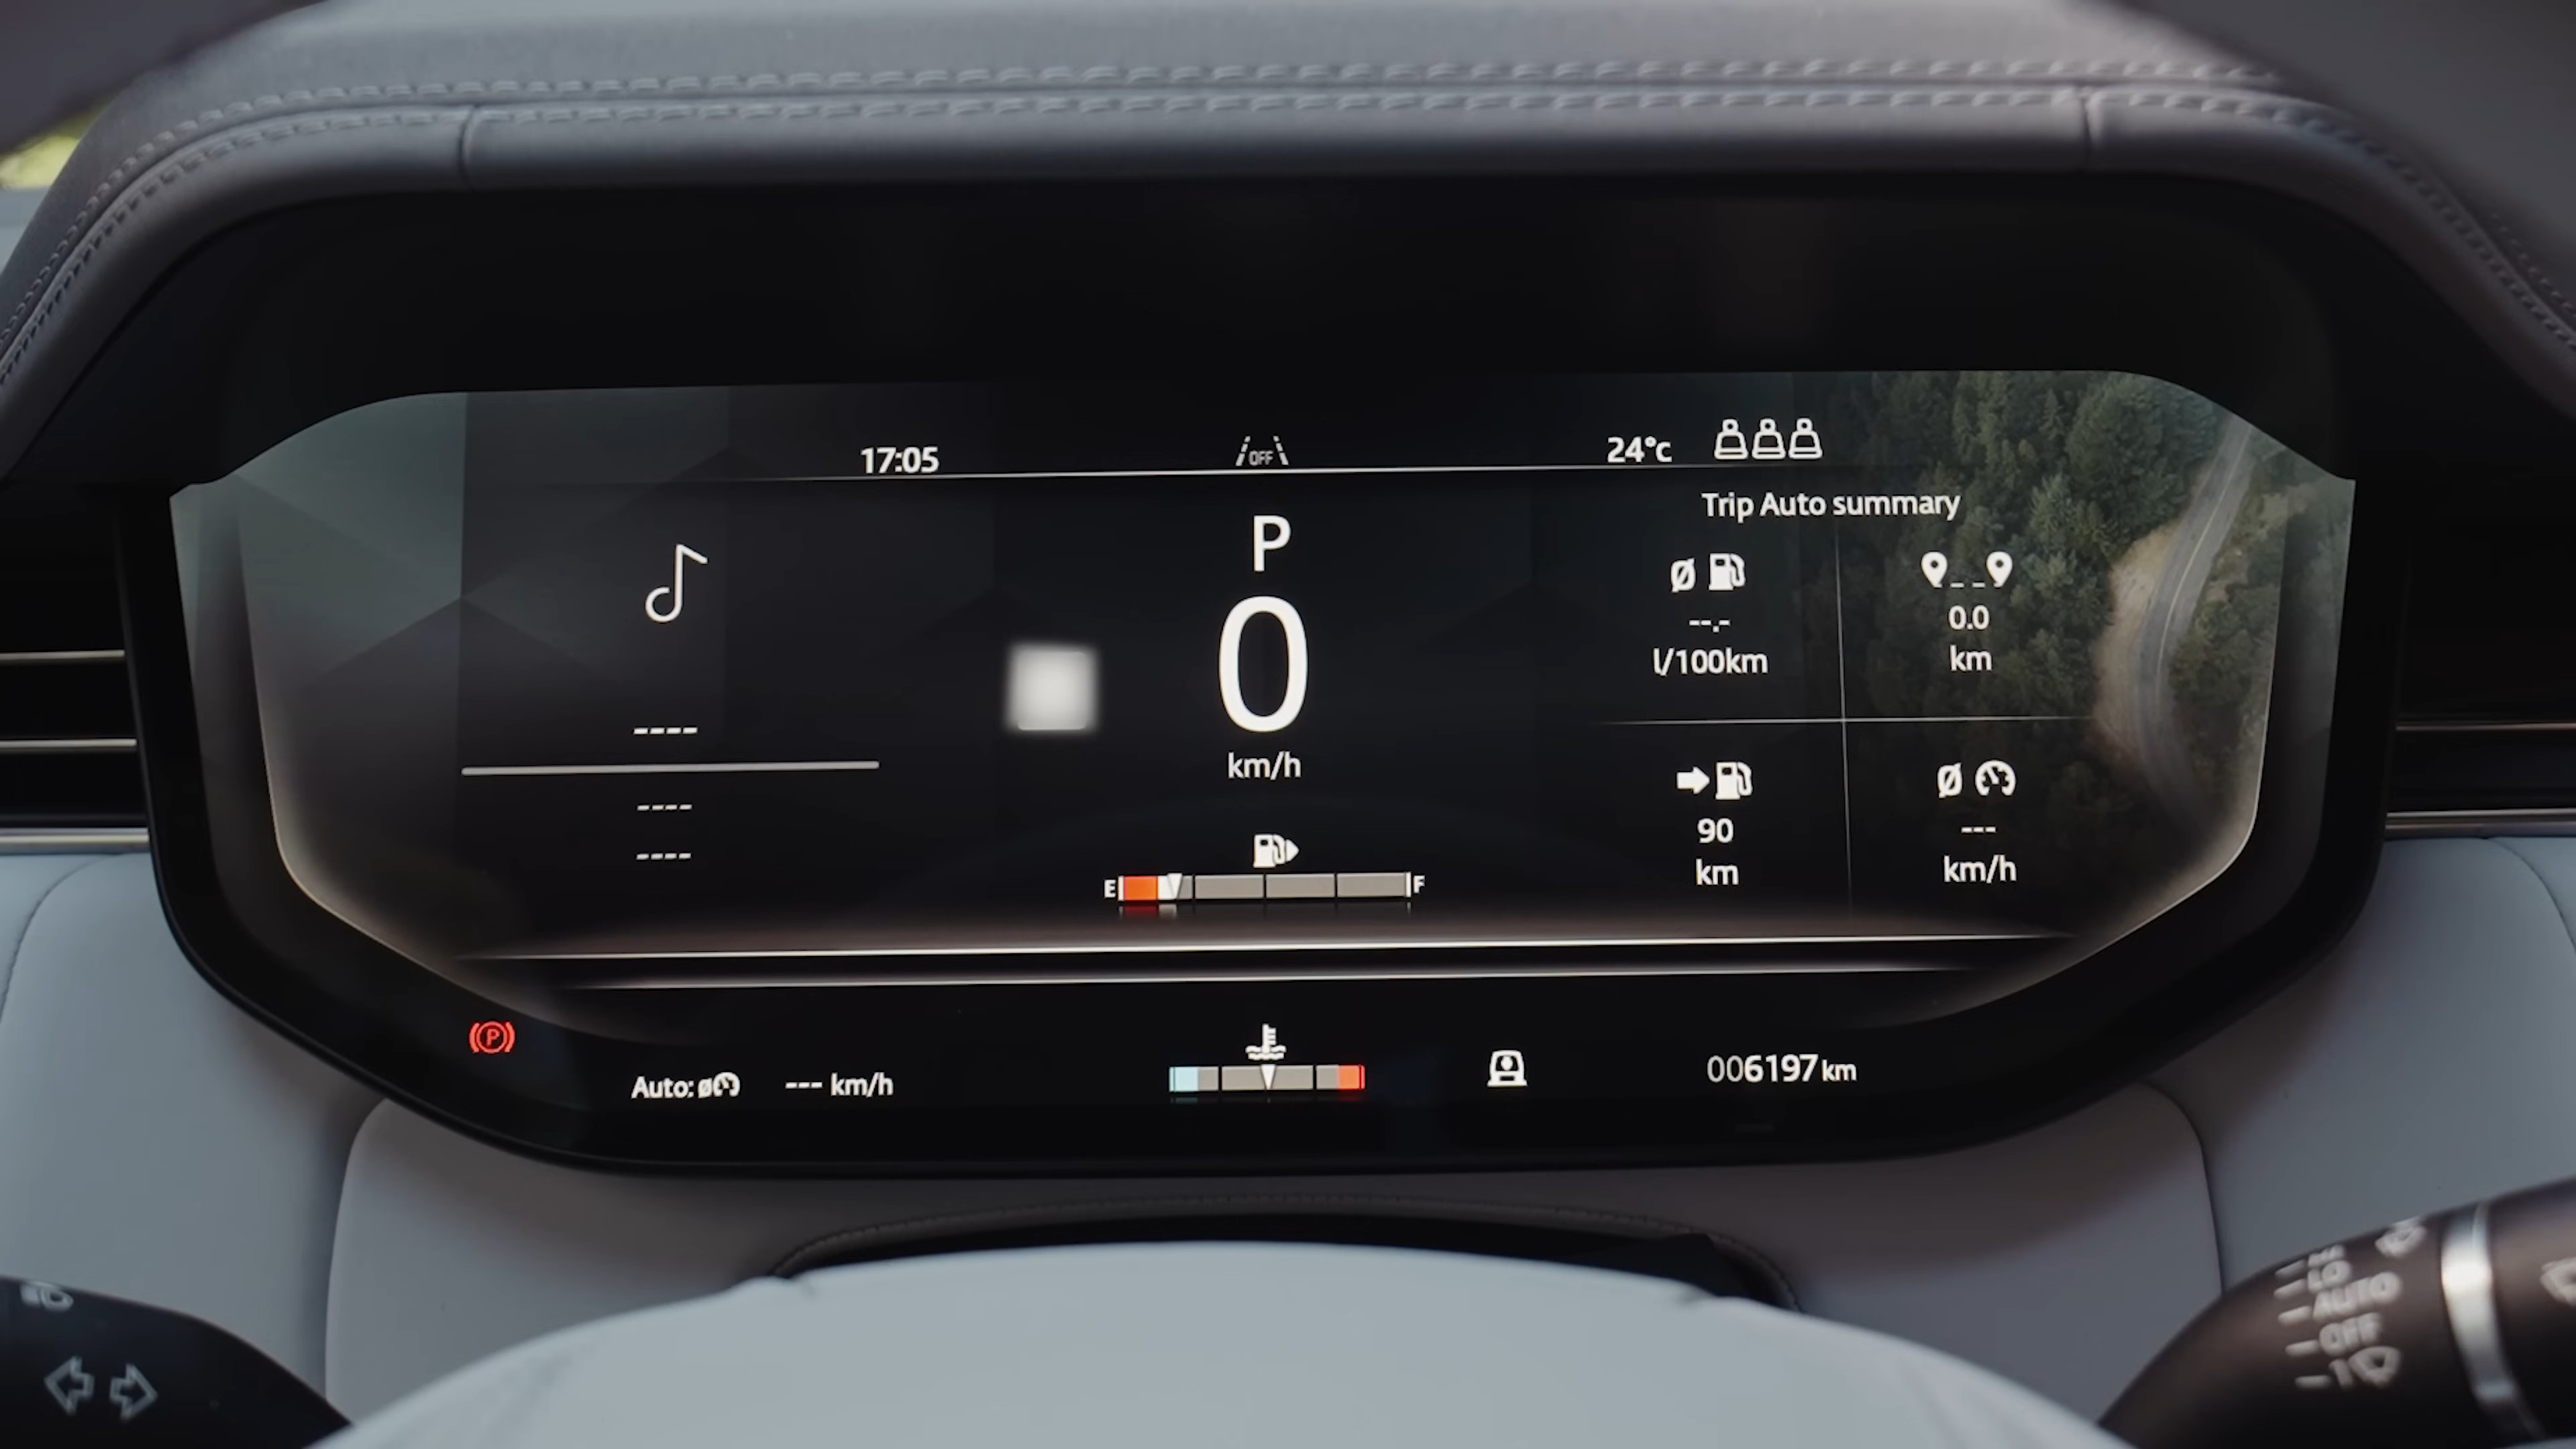 17:05
OFF
24°c
Trip Auto summary
P
0
km/h
--.-
l/100km
0.0
km
----
----
----
90
km
---
km/h
E
F
P
Auto:ø
--- km/h
006197 km
LO
AUTO
OFF
1